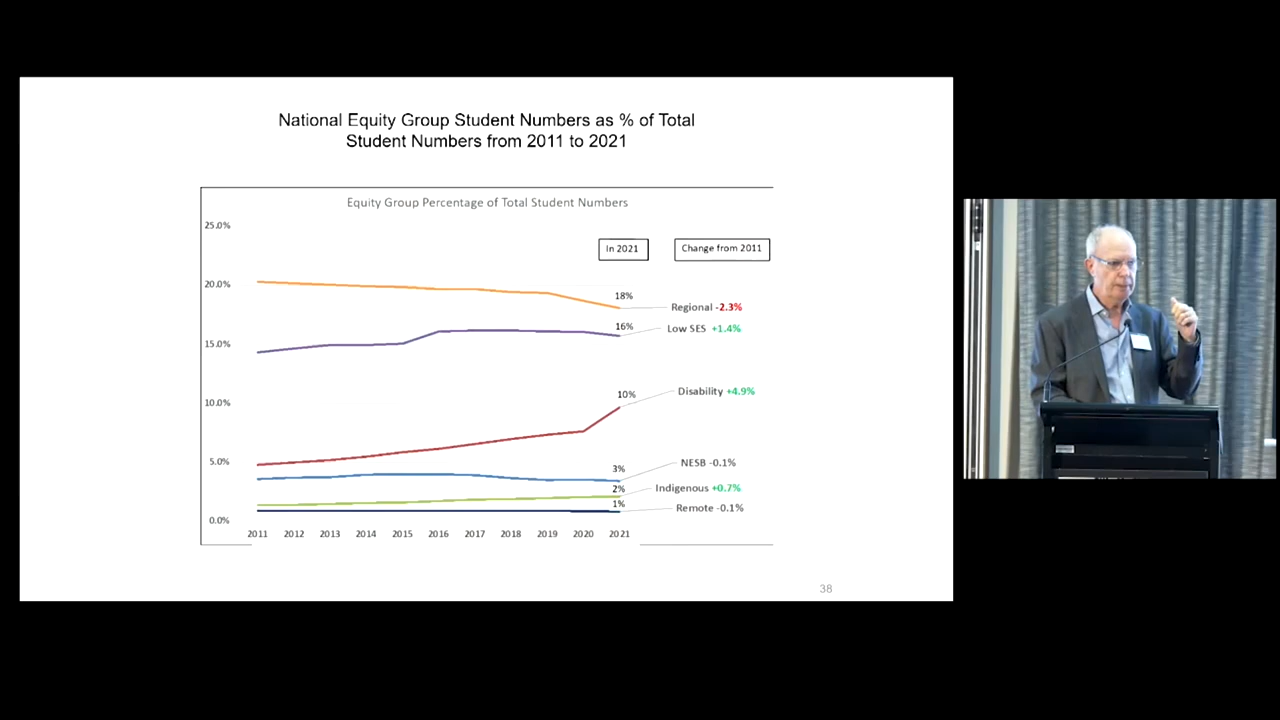 National Equity Group Student Numbers as % of Total
Student Numbers from 2011 to 2021
Equity Group Percentage of Total Student Numbers
25.0%
In 2021
Change from 2011
20.0%
18%
Regional -2.3%
16%
Low SES +1.4%
15.0%
10%
Disability +4.9%
10.0%
5.0%
3%
NESB -0.1%
2%
Indigenous +0.7%
1%
Remote -0.1%
0.0%
2011 2012 2013 2014 2015 2016 2017 2018 2019 2020 2021
38